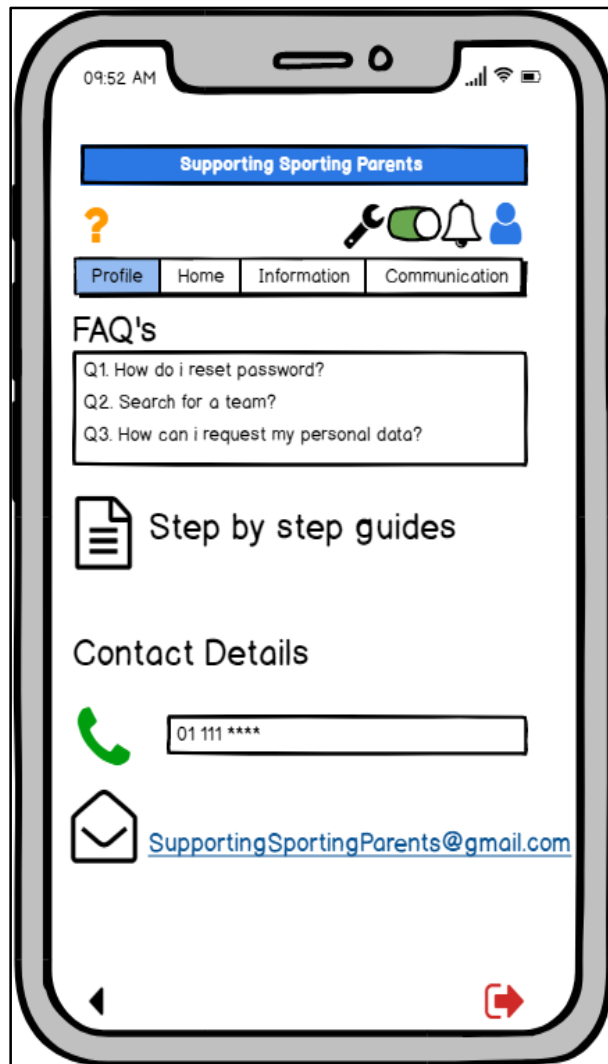 09:52 AM
Supporting Sporting Parents
?
Profile Home Information Communication
FAQ's
Q1. How do i reset password?
Q2. Search for a team?
Q3. How can i request my personal data?
Step by step guides
Contact Details
01 111 ****
SupportingSportingParents@gmail.com